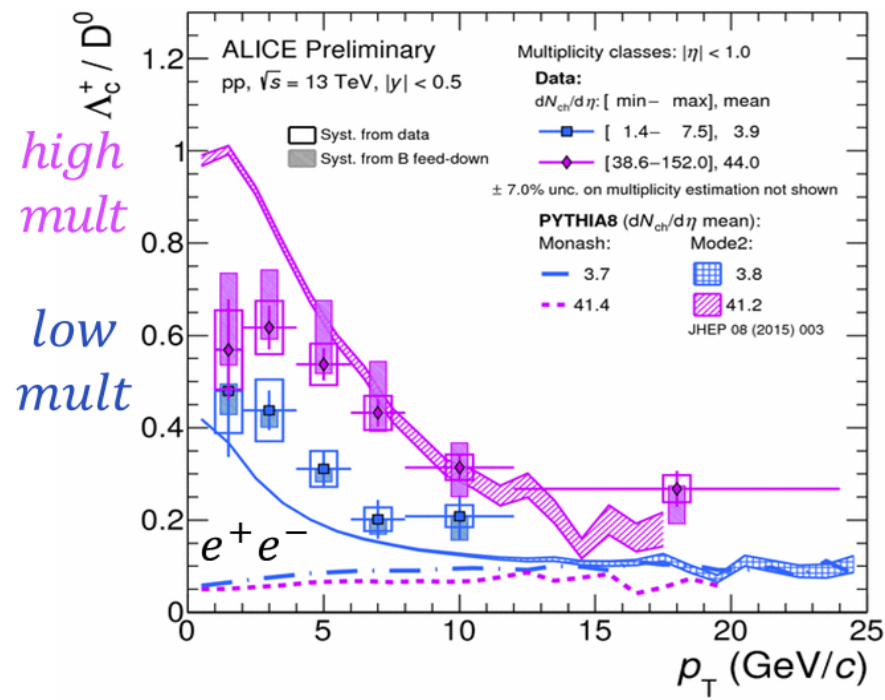 Λc+ / D0
ALICE Preliminary
pp, √s = 13 TeV, |y| < 0.5
Syst. from data
Syst. from B feed-down
Multiplicity classes: |η| < 1.0
Data:
dNch/dη: [ min− max], mean
[ 1.4− 7.5], 3.9
[38.6−152.0], 44.0
± 7.0% unc. on multiplicity estimation not shown
PYTHIA8 (dNch/dη mean):
Monash: Mode2:
3.7 3.8
41.4 41.2
JHEP 08 (2015) 003
high
mult
low
mult
e+e−
1.2
1
0.8
0.6
0.4
0.2
0
0 5 10 15 20 25
pT (GeV/c)